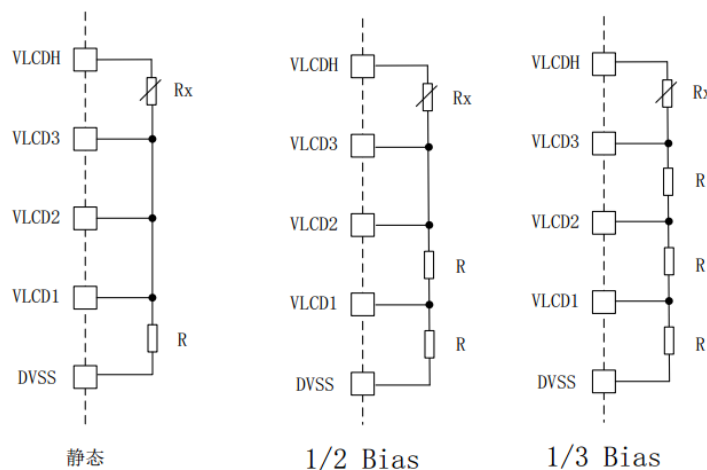 VLCDH
Rx
VLCD3
VLCD2
VLCD1
R
DVSS
静态
VLCDH
Rx
VLCD3
VLCD2
R
VLCD1
R
DVSS
1/2 Bias
VLCDH
Rx
VLCD3
R
VLCD2
R
VLCD1
R
DVSS
1/3 Bias